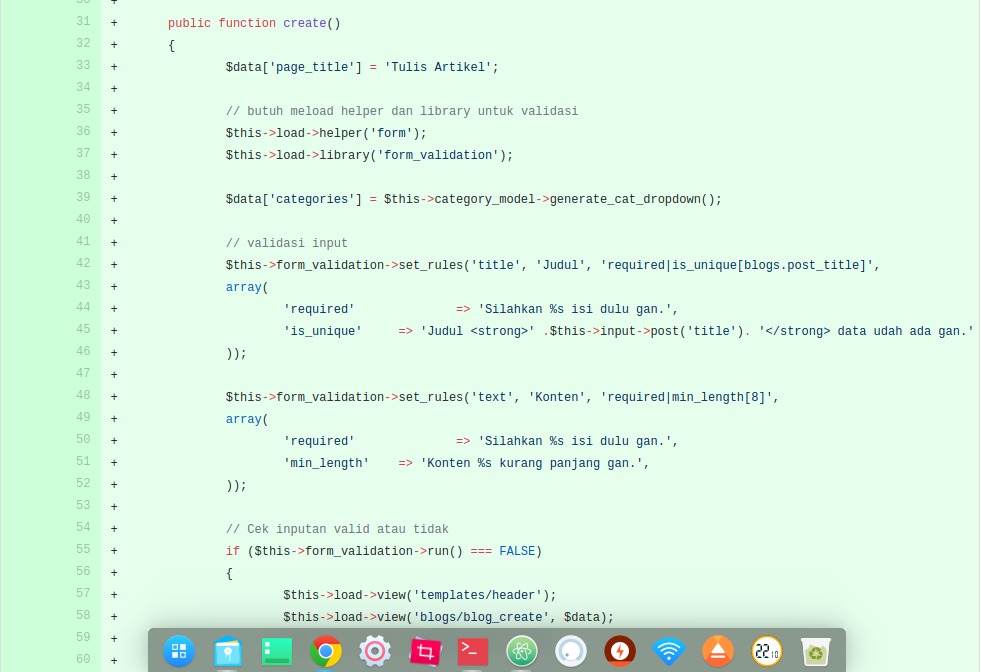 30 +
31 + public function create()
32 + {
33 + $data['page_title'] = 'Tulis Artikel';
34 +
35 + // butuh meload helper dan library untuk validasi
36 + $this->load->helper('form');
37 + $this->load->library('form_validation');
38 +
39 + $data['categories'] = $this->category_model->generate_cat_dropdown();
40 +
41 + // validasi input
42 + $this->form_validation->set_rules('title', 'Judul', 'required|is_unique[blogs.post_title]',
43 + array(
44 + 'required' => 'Silahkan %s isi dulu gan.',
45 + 'is_unique' => 'Judul <strong>' .$this->input->post('title'). '</strong> data udah ada gan.'
46 + ));
47 +
48 + $this->form_validation->set_rules('text', 'Konten', 'required|min_length[8]',
49 + array(
50 + 'required' => 'Silahkan %s isi dulu gan.',
51 + 'min_length' => 'Konten %s kurang panjang gan.',
52 + ));
53 +
54 + // Cek inputan valid atau tidak
55 + if ($this->form_validation->run() === FALSE)
56 + {
57 + $this->load->view('templates/header');
58 + $this->load->view('blogs/blog_create', $data);
59 +
60 +
22 10